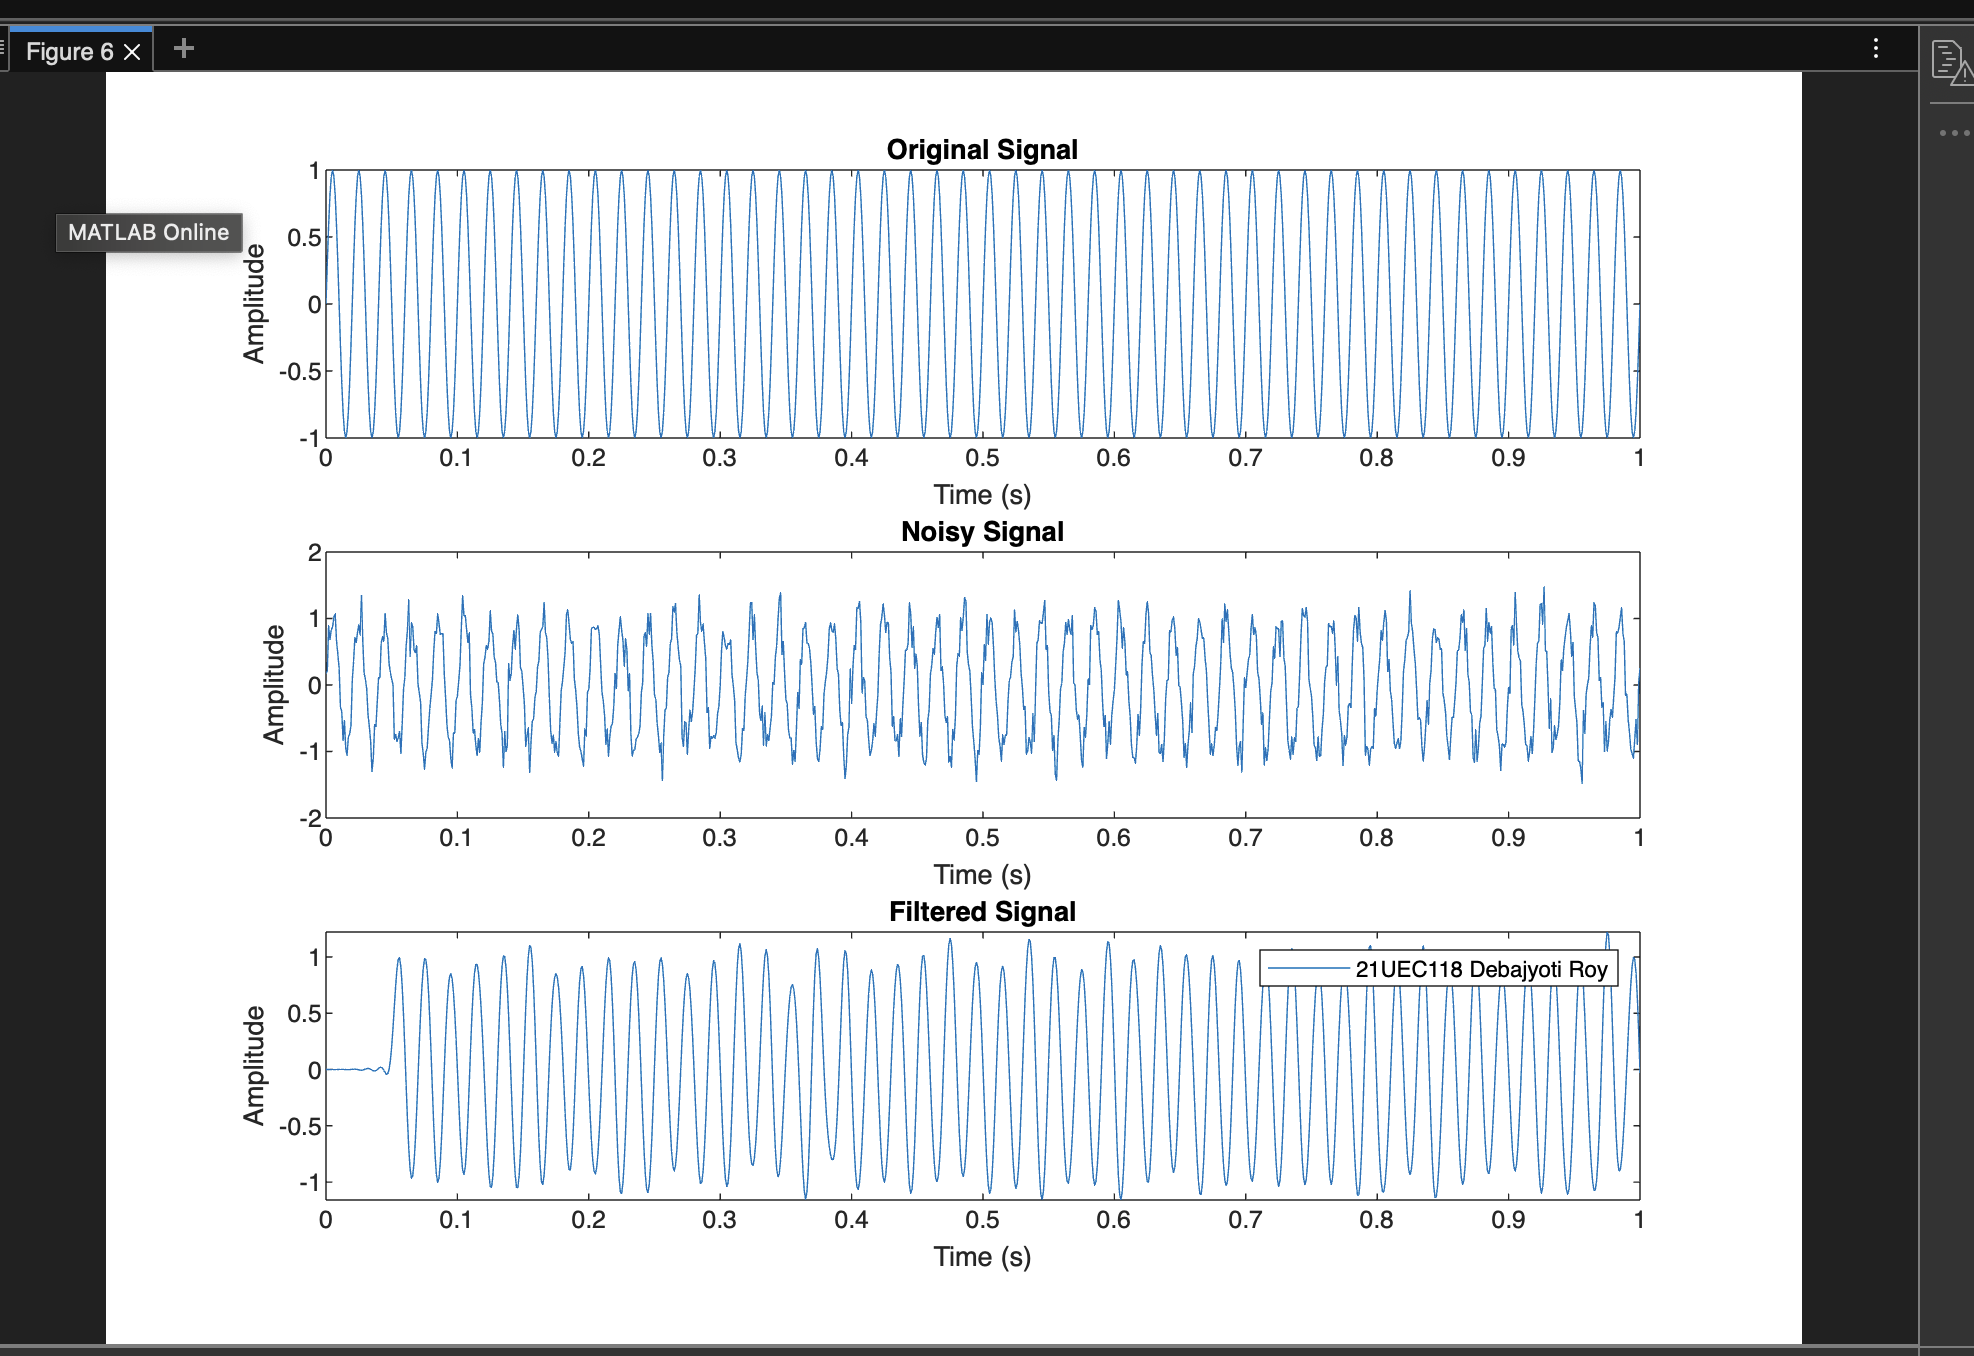 Figure 6
MATLAB Online
Original Signal
1
0.5
0
-0.5
-1
Amplitude
0 0.1 0.2 0.3 0.4 0.5 0.6 0.7 0.8 0.9 1
Time (s)
Noisy Signal
2
1
0
-1
-2
Amplitude
0 0.1 0.2 0.3 0.4 0.5 0.6 0.7 0.8 0.9 1
Time (s)
Filtered Signal
21UEC118 Debajyoti Roy
1
0.5
0
-0.5
-1
Amplitude
0 0.1 0.2 0.3 0.4 0.5 0.6 0.7 0.8 0.9 1
Time (s)